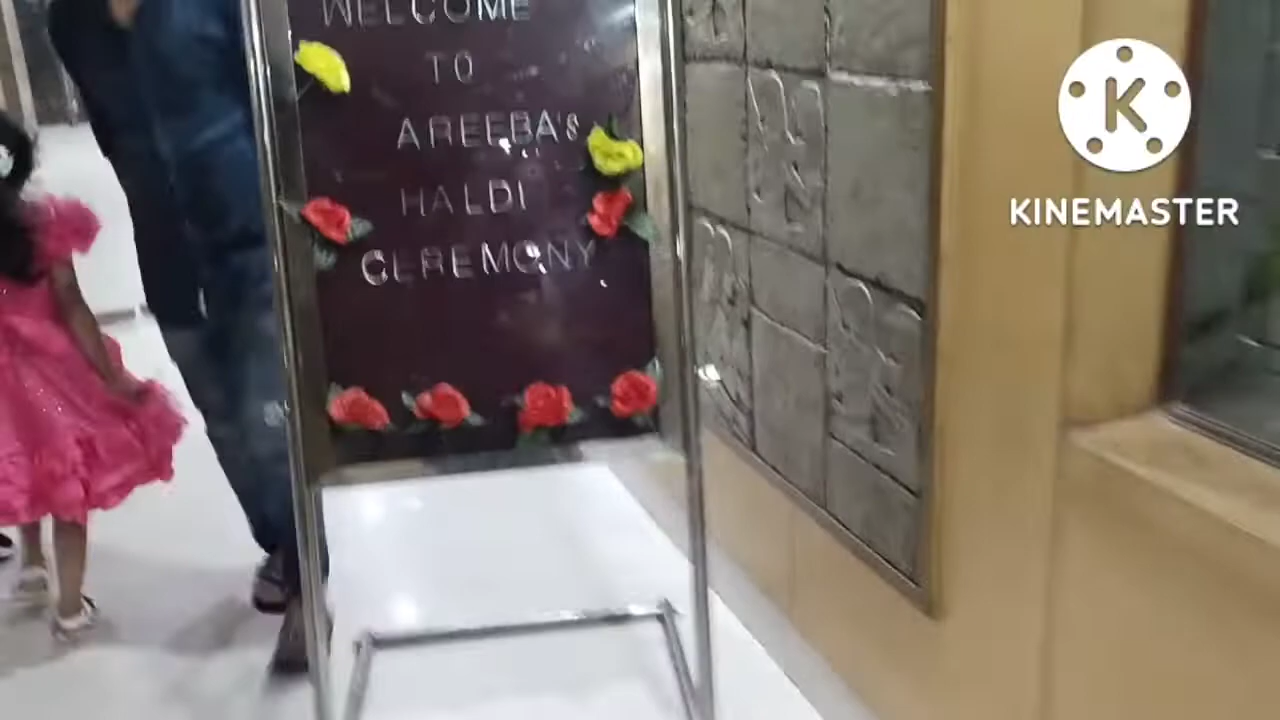 WELCOME
TO
AREEBA's
HALDI
CEREMONY
K
KINEMASTER